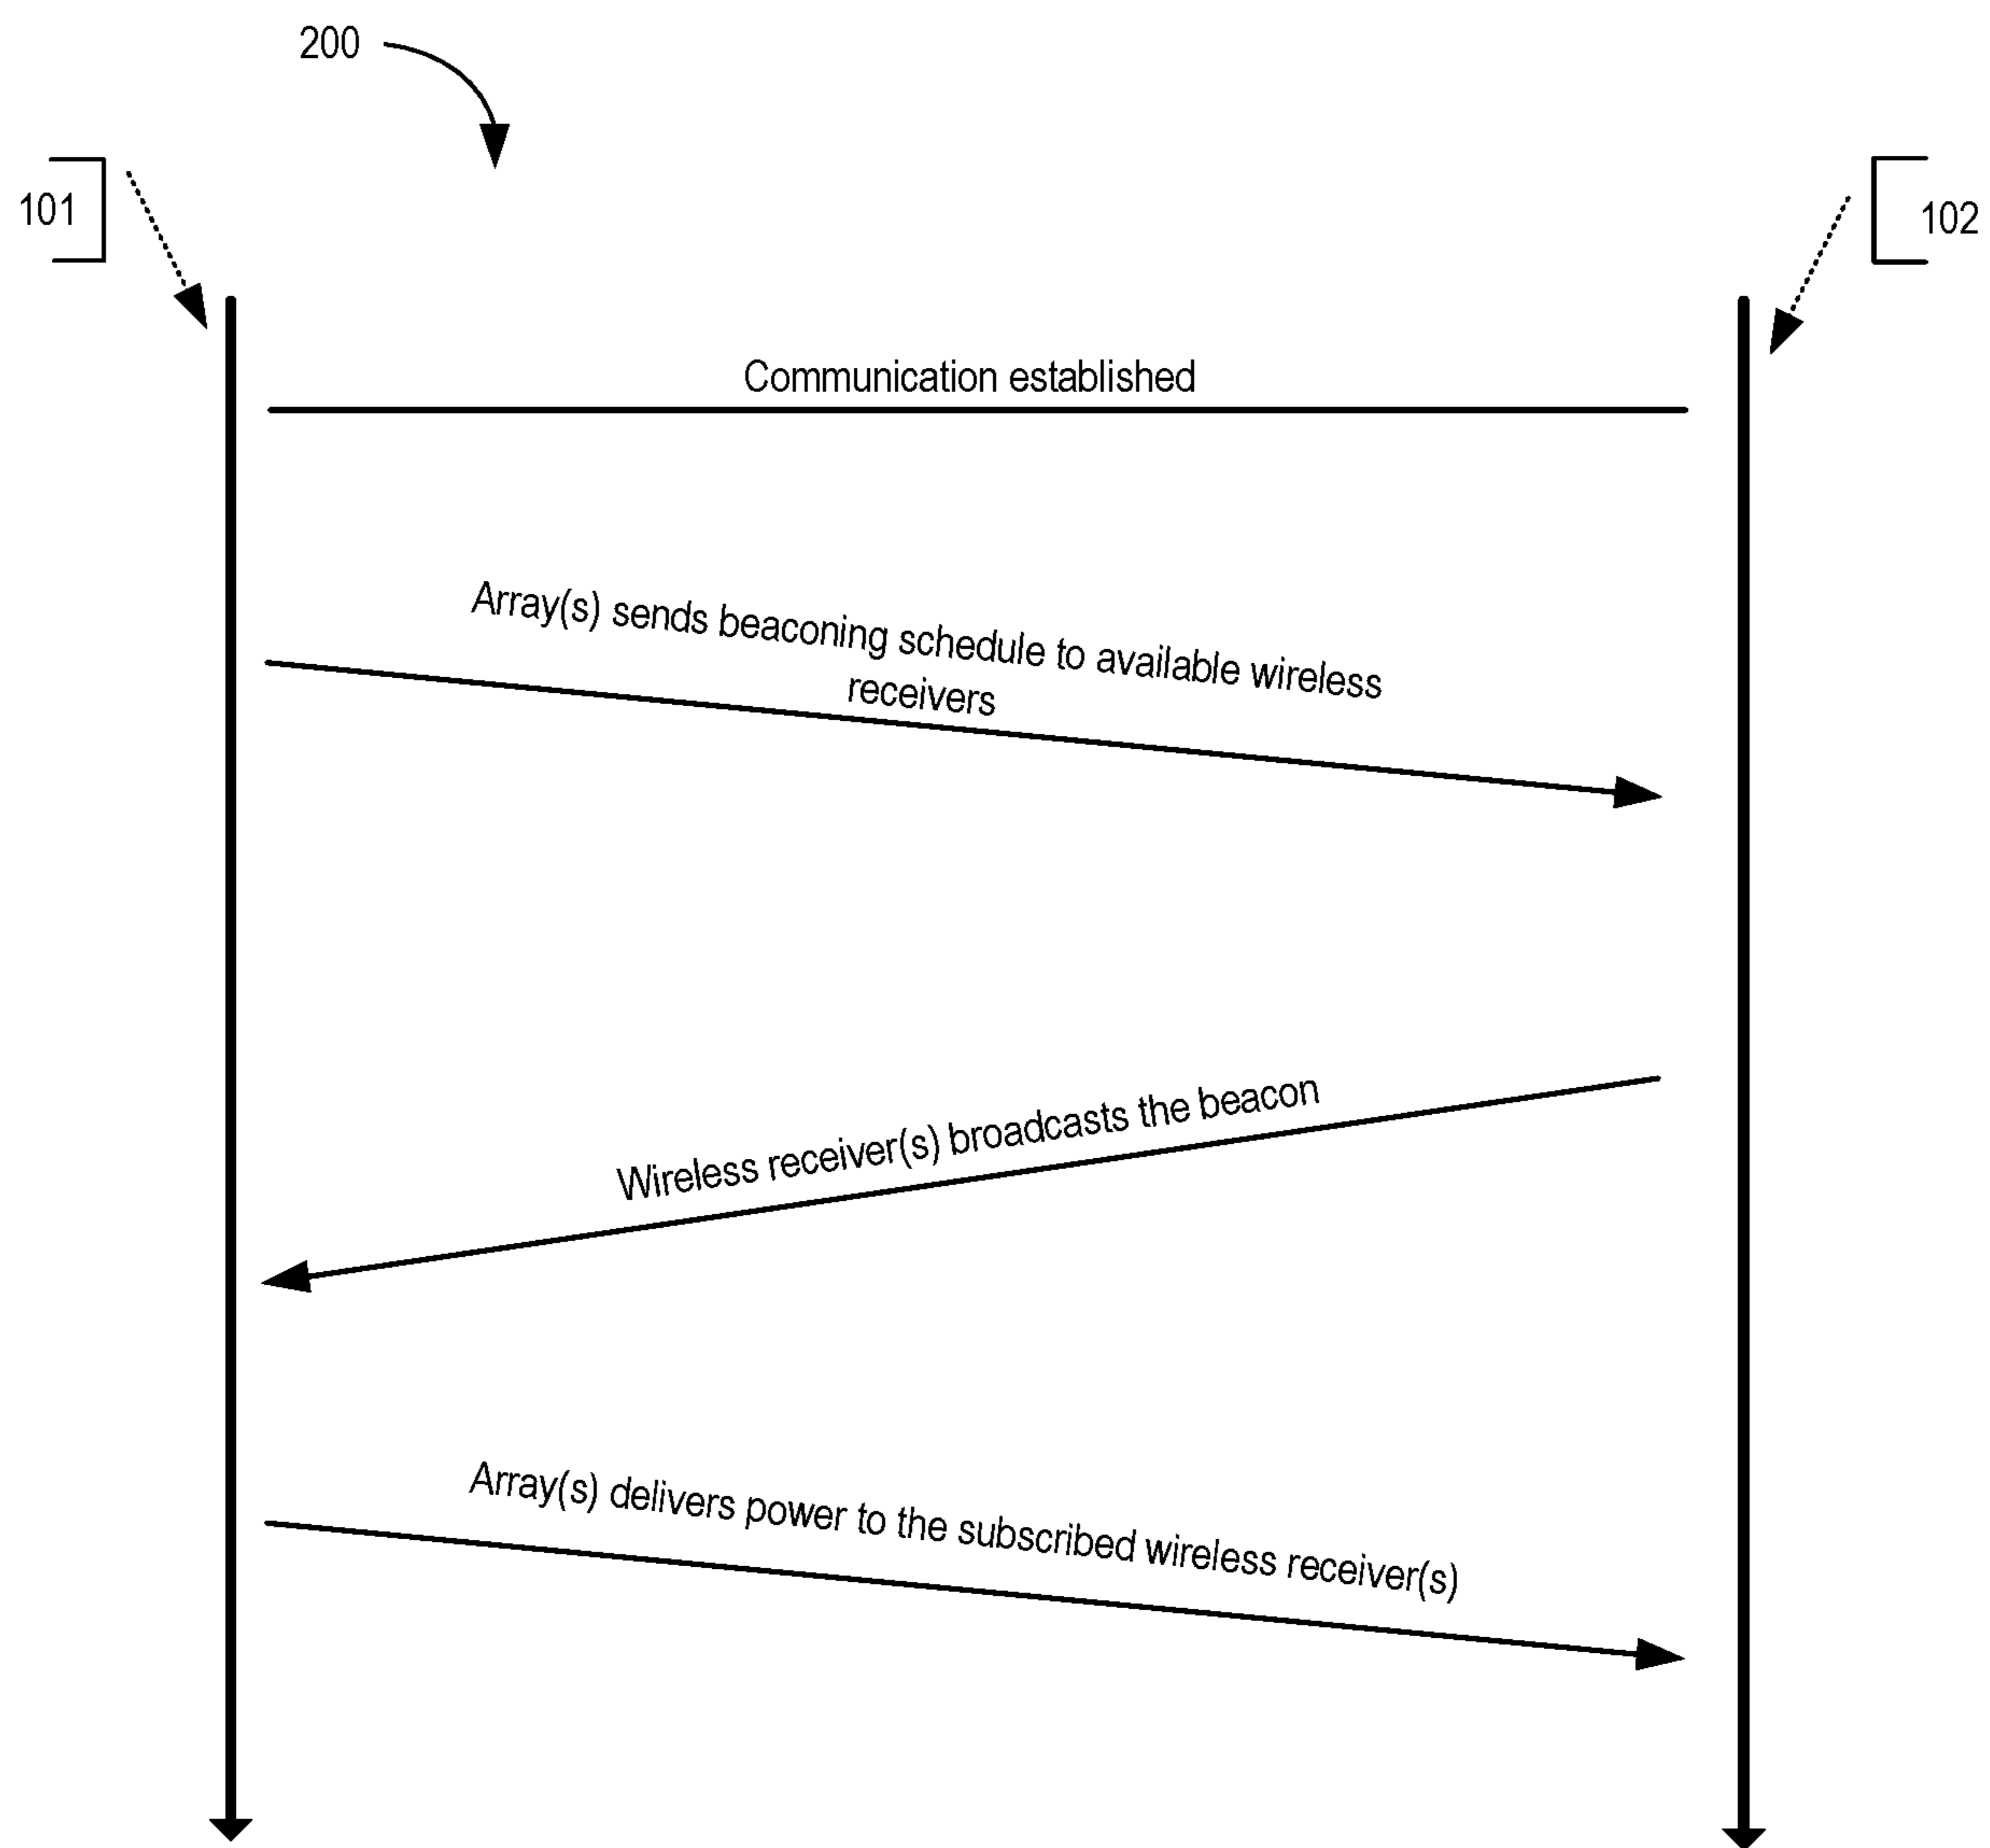 200
101
102
Communication established
Array(s) sends beaconing schedule to available wireless
receivers
Wireless receiver(s) broadcasts the beacon
Array(s) delivers power to the subscribed wireless receiver(s)